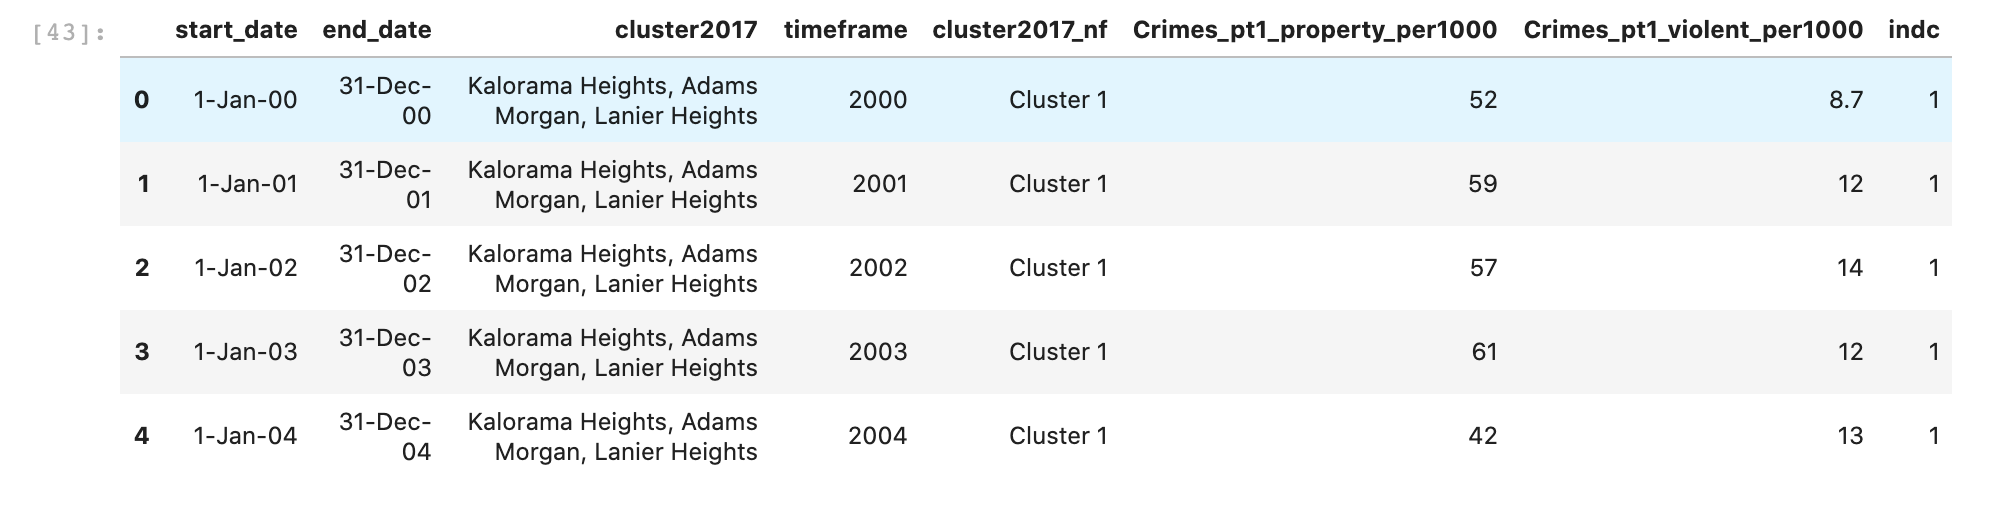 [43]: start_date end_date cluster2017 timeframe cluster2017_nf Crimes_pt1_property_per1000 Crimes_pt1_violent_per1000 indc
0 1-Jan-00 31-Dec- Kalorama Heights, Adams 2000 Cluster 1 52 8.7 1
00 Morgan, Lanier Heights
1 1-Jan-01 31-Dec- Kalorama Heights, Adams 2001 Cluster 1 59 12 1
01 Morgan, Lanier Heights
2 1-Jan-02 31-Dec- Kalorama Heights, Adams 2002 Cluster 1 57 14 1
02 Morgan, Lanier Heights
3 1-Jan-03 31-Dec- Kalorama Heights, Adams 2003 Cluster 1 61 12 1
03 Morgan, Lanier Heights
4 1-Jan-04 31-Dec- Kalorama Heights, Adams 2004 Cluster 1 42 13 1
04 Morgan, Lanier Heights